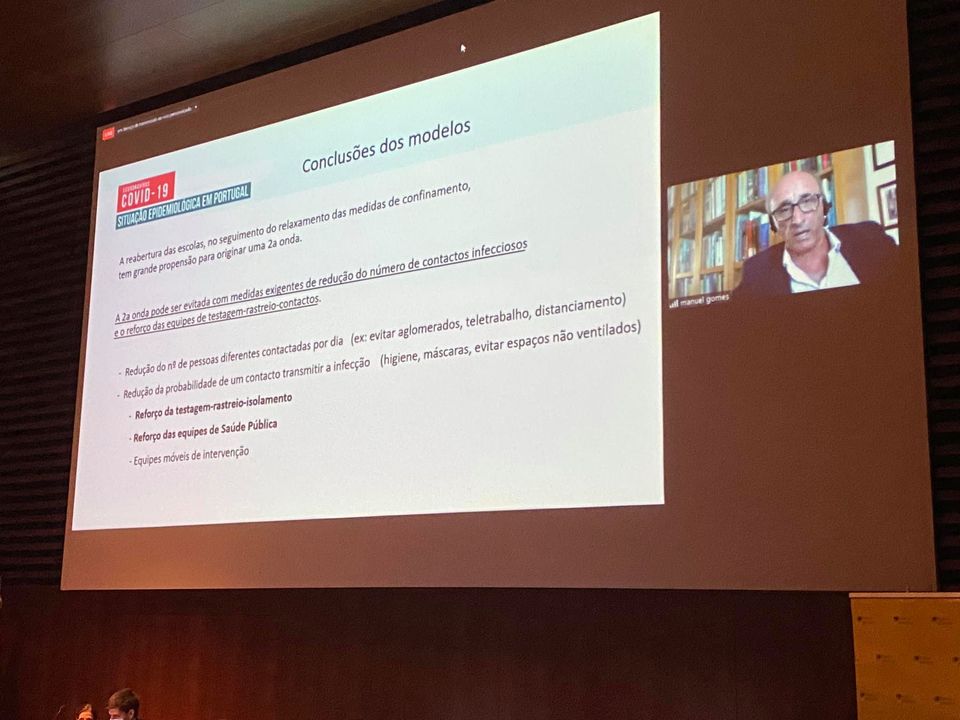 Conclusões dos modelos
COVID-19
SITUAÇÃO EPIDEMIOLÓGICA EM PORTUGAL
A reabertura das escolas, no seguimento do relaxamento das medidas de confinamento,
tem grande propensão para originar uma 2a onda.
A 2a onda pode ser evitada com medidas exigentes de redução do número de contactos infecciosos
e o reforço das equipes de testagem-rastreio-contactos.
- Redução do nº de pessoas diferentes contactadas por dia (ex: evitar aglomerados, teletrabalho, distanciamento)
- Redução da probabilidade de um contacto transmitir a infecção (higiene, máscaras, evitar espaços não ventilados)
- Reforço da testagem-rastreio-isolamento
- Reforço das equipes de Saúde Pública
- Equipes móveis de intervenção
manuel gomes